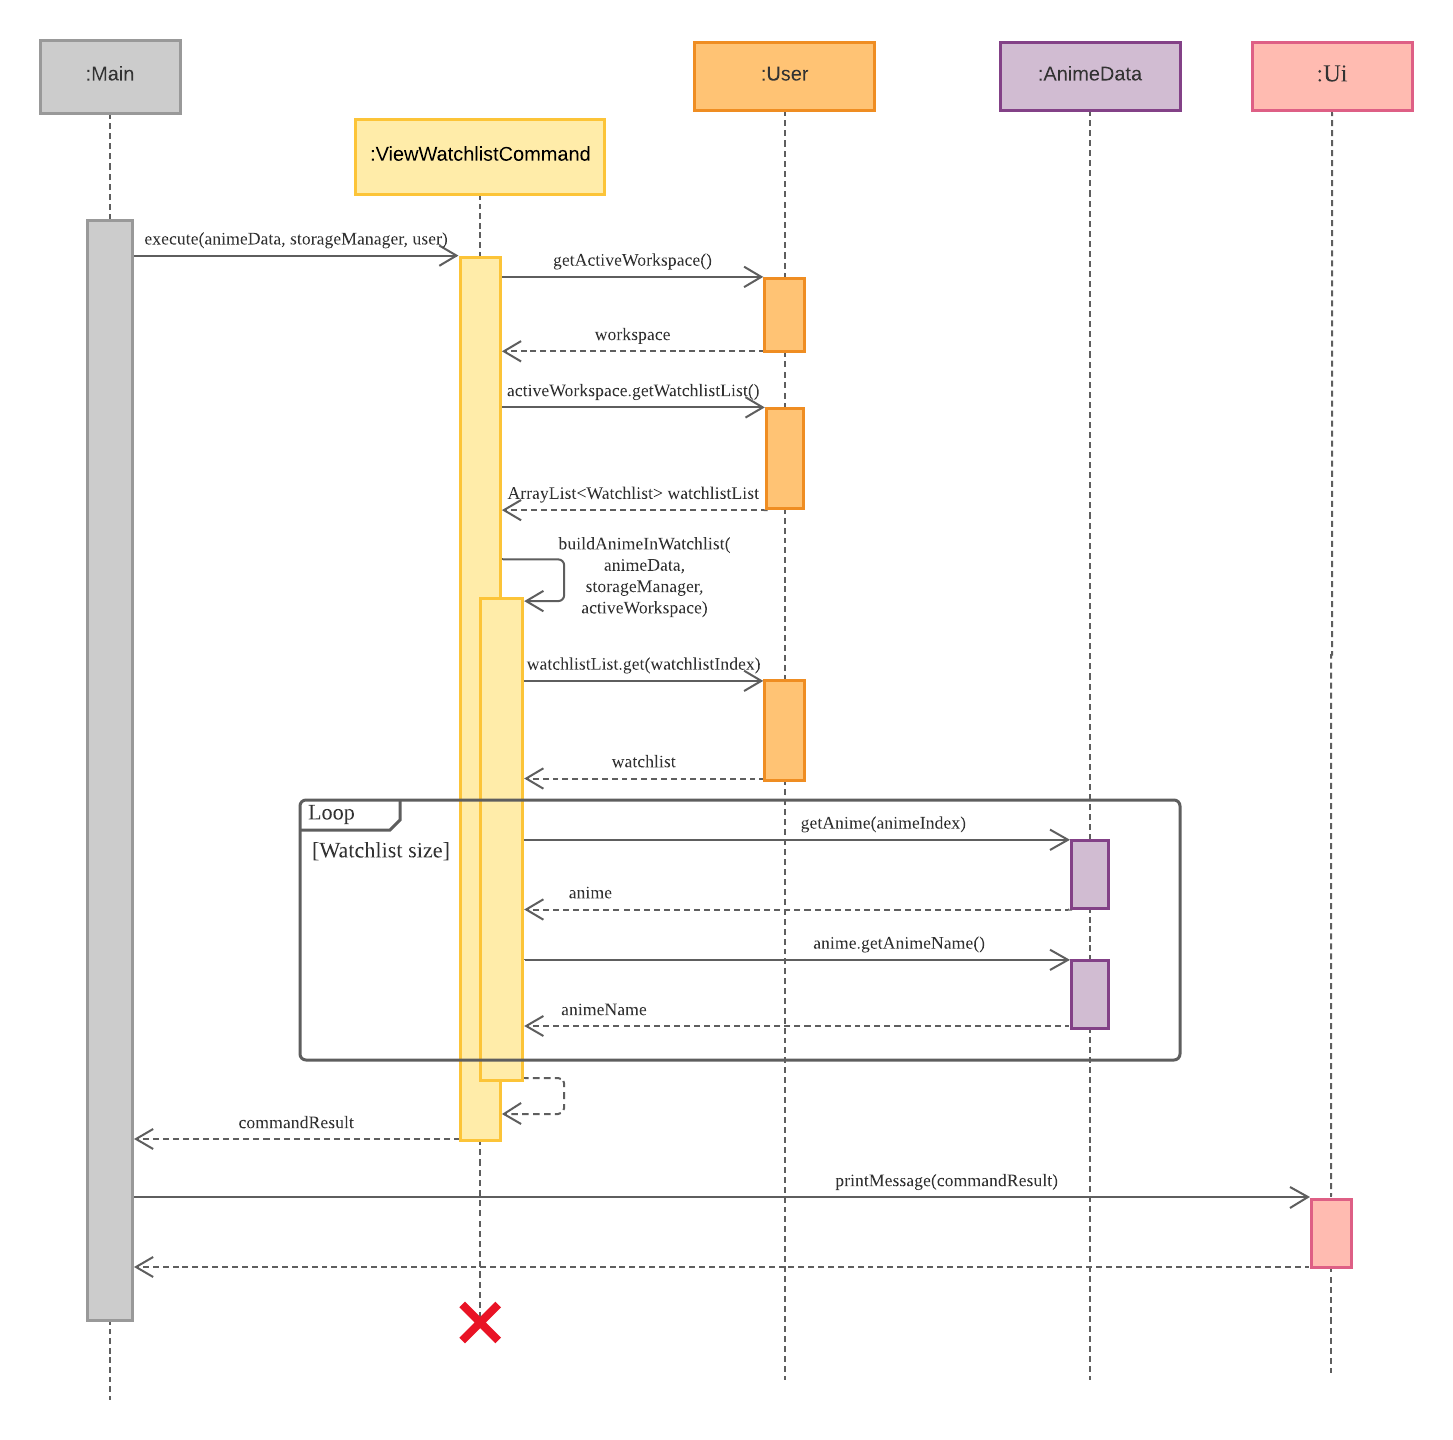 :Main
:User
:AnimeData
:Ui
:ViewWatchlistCommand
execute(animeData, storageManager, user)
getActiveWorkspace()
workspace
activeWorkspace.getWatchlistList()
ArrayList<Watchlist> watchlistList
buildAnimeInWatchlist(
animeData,
storageManager,
activeWorkspace)
watchlistList.get(watchlistIndex)
watchlist
Loop
[Watchlist size]
getAnime(animeIndex)
anime
anime.getAnimeName()
animeName
commandResult
printMessage(commandResult)